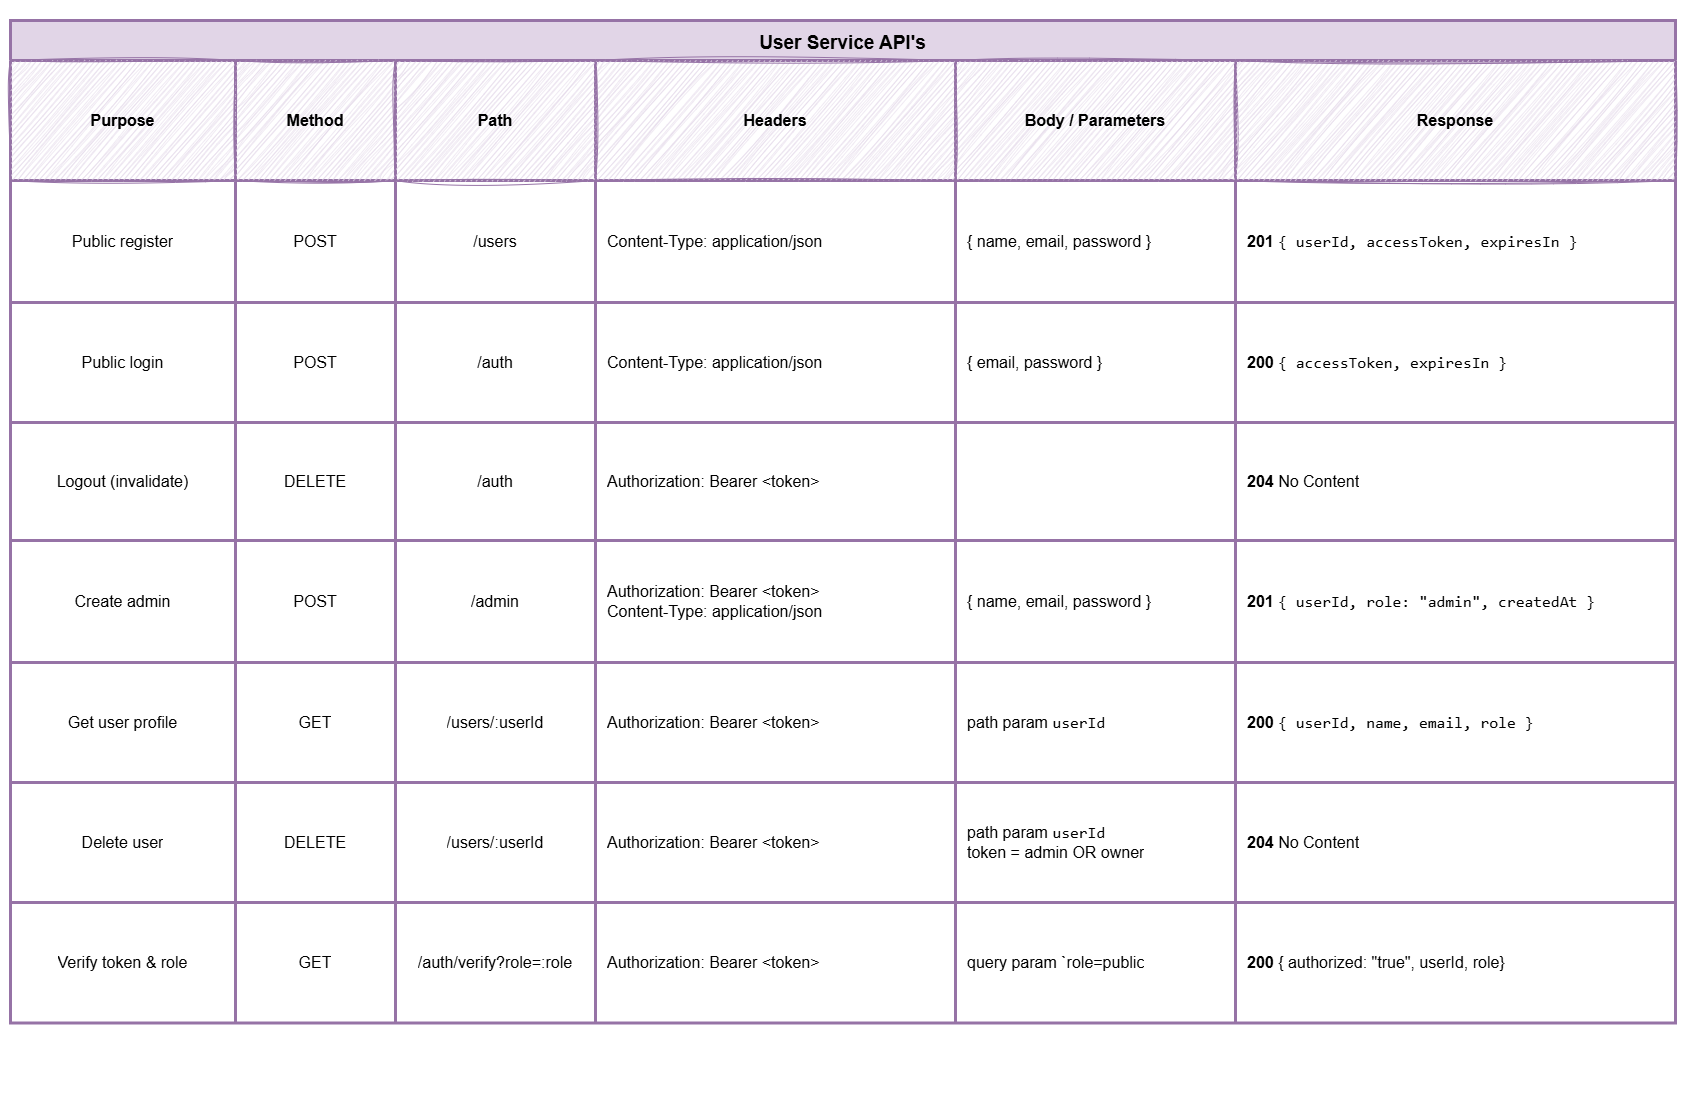 User Service API's
Purpose Method Path Headers Body / Parameters Response
Public register POST /users Content-Type: application/json { name, email, password } 201 { userId, accessToken, expiresIn }
Public login POST /auth Content-Type: application/json { email, password } 200 { accessToken, expiresIn }
Logout (invalidate) DELETE /auth Authorization: Bearer <token> 204 No Content
Create admin POST /admin Authorization: Bearer <token>
Content-Type: application/json { name, email, password } 201 { userId, role: "admin", createdAt }
Get user profile GET /users/:userId Authorization: Bearer <token> path param userId 200 { userId, name, email, role }
Delete user DELETE /users/:userId Authorization: Bearer <token> path param userId
token = admin OR owner 204 No Content
Verify token & role GET /auth/verify?role=:role Authorization: Bearer <token> query param `role=public 200 { authorized: "true", userId, role}